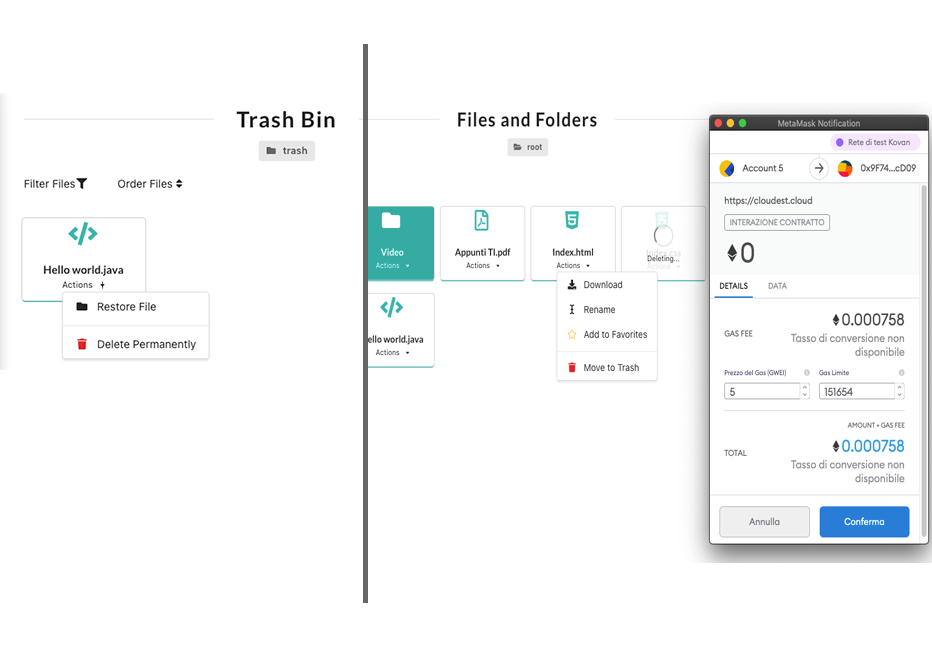 Trash Bin
trash
Filter Files
Order Files
Hello world.java
Actions
Restore File
Delete Permanently
Files and Folders
root
Video
Actions
Appunti TI.pdf
Actions
Index.html
Actions
Index.css
Deleting...
Actions
Download
Rename
Add to Favorites
Move to Trash
ello world.java
Actions
MetaMask Notification
Rete di test Kovan
Account 5
0x9F74...cD09
https://cloudest.cloud
INTERAZIONE CONTRATTO
0
DETAILS
DATA
GAS FEE
0.000758
Tasso di conversione non
disponibile
Prezzo del Gas (GWEI)
Gas Limite
5
151654
AMOUNT + GAS FEE
TOTAL
0.000758
Tasso di conversione non
disponibile
Annulla
Conferma